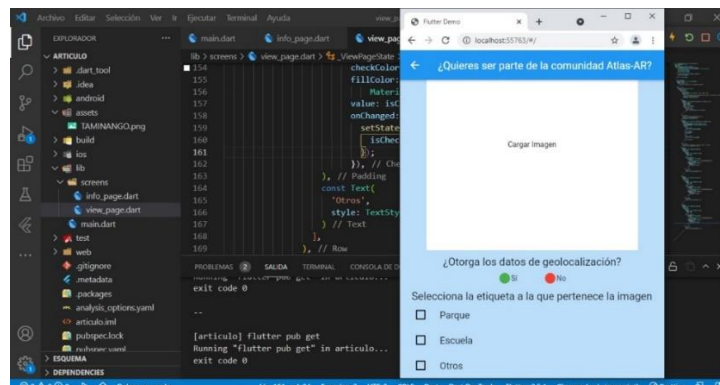 Archivo Editar Selección Ver Ir Ejecutar Terminal Ayuda
EXPLORADOR
main.dart
info_page.dart
view_pag
ARTICULO
.dart_tool
.idea
android
assets
TAMINANGO.png
build
ios
lib
screens
info_page.dart
view_page.dart
main.dart
test
web
.gitignore
.metadata
.packages
analysis_options.yaml
articulo.iml
pubspec.lock
pubspec.yaml
ESQUEMA
DEPENDENCIES
lib > screens > view_page.dart > _ViewPageState
154 checkColor
155 fillColor:
156 Materi
157 value: isC
158 onChanged:
159 setState
160 isChec
161 });
162 }), // Che
163 ), // Padding
164 const Text(
165 'Otros',
166 style: TextSty
167 ) // Text
168 ],
169 ), // Row
PROBLEMAS 2 SALIDA TERMINAL CONSOLA DE D
exit code 0
--
[articulo] flutter pub get
Running "flutter pub get" in articulo...
exit code 0
Flutter Demo
localhost:55763/#/
¿Quieres ser parte de la comunidad Atlas-AR?
Cargar Imagen
¿Otorga los datos de geolocalización?
Si No
Selecciona la etiqueta a la que pertenece la imagen
Parque
Escuela
Otros